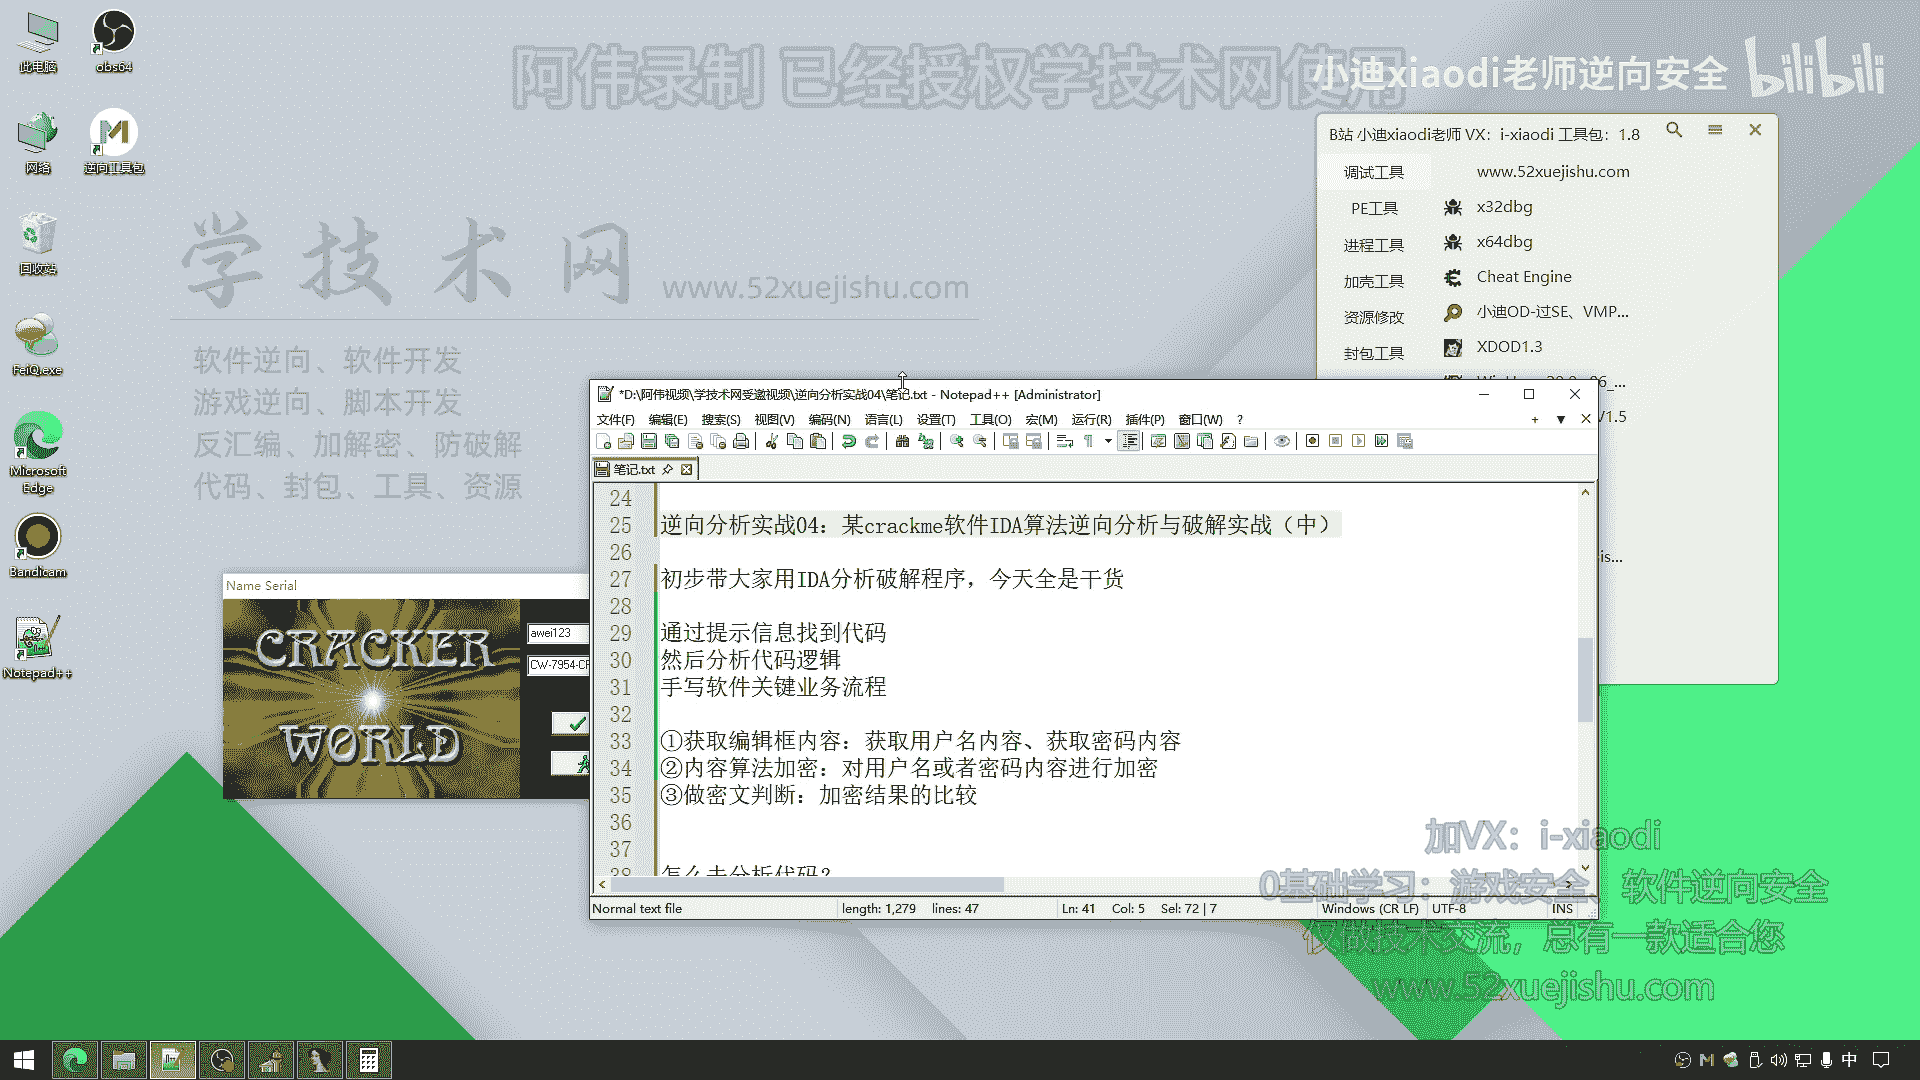 此电脑
obs64
网络
逆向工具包
回收站
FeiQ.exe
Microsoft
Edge
Bandicam
Notepad++
阿伟录制 已经授权学技术网使用
小迪xiaodi老师逆向安全 bilibili
学技术网 www.52xuejishu.com
软件逆向、软件开发
游戏逆向、脚本开发
反汇编、加解密、防破解
代码、封包、工具、资源
B站 小迪xiaodi老师 VX：i-xiaodi 工具包：1.8
调试工具
PE工具
进程工具
加壳工具
资源修改
封包工具
www.52xuejishu.com
x32dbg
x64dbg
Cheat Engine
小迪OD-过SE、VMP...
XDOD1.3
Name Serial
CRACKER
WORLD
awei123
CW-7954-CR
*D:\阿伟视频\学技术网受邀视频\逆向分析实战04\笔记.txt - Notepad++ [Administrator]
文件(F) 编辑(E) 搜索(S) 视图(V) 编码(N) 语言(L) 设置(T) 工具(O) 宏(M) 运行(R) 插件(P) 窗口(W) ?
笔记.txt
24
25 逆向分析实战04：某crackme软件IDA算法逆向分析与破解实战（中）
26
27 初步带大家用IDA分析破解程序，今天全是干货
28
29 通过提示信息找到代码
30 然后分析代码逻辑
31 手写软件关键业务流程
32
33 ①获取编辑框内容：获取用户名内容、获取密码内容
34 ②内容算法加密：对用户名或者密码内容进行加密
35 ③做密文判断：加密结果的比较
36
37
38 怎么去分析代码?
Normal text file length: 1,279 lines: 47 Ln: 41 Col: 5 Sel: 72 | 7 Windows (CR LF) UTF-8 INS
加VX：i-xiaodi
0基础学习：游戏安全、软件逆向安全
仅做技术交流，总有一款适合您
www.52xuejishu.com
中